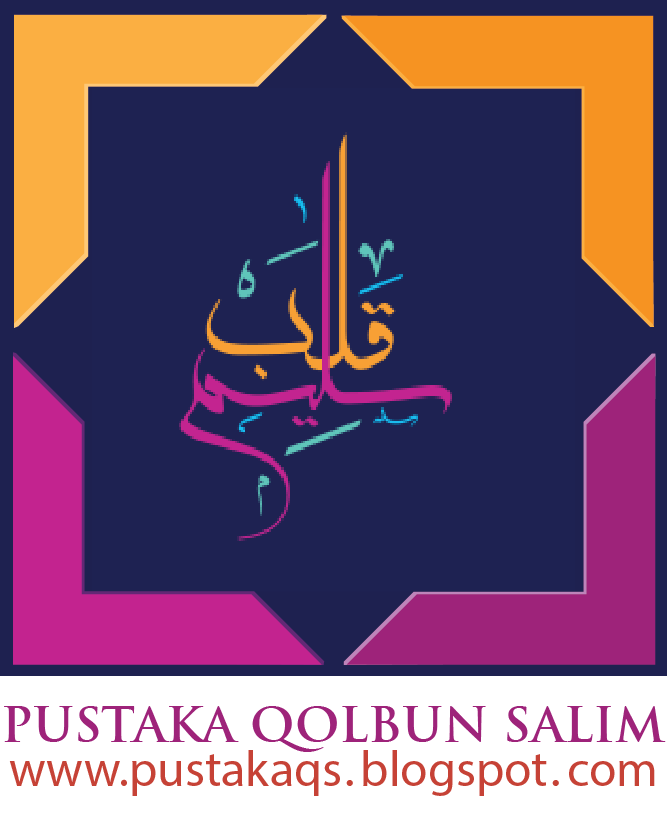 قلب
سليم
PUSTAKA QOLBUN SALIM
www.pustakaqs.blogspot.com